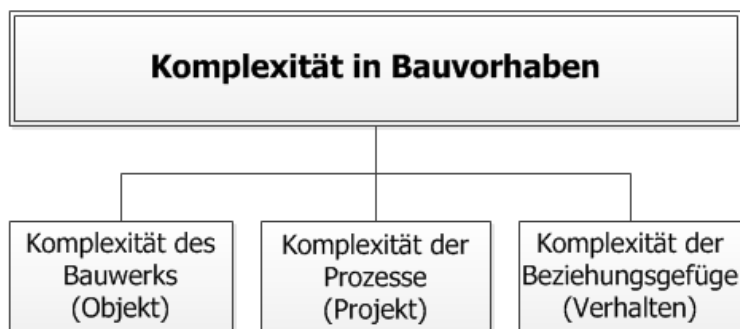 Komplexität in Bauvorhaben
Komplexität des
Bauwerks
(Objekt)
Komplexität der
Prozesse
(Projekt)
Komplexität der
Beziehungsgefüge
(Verhalten)